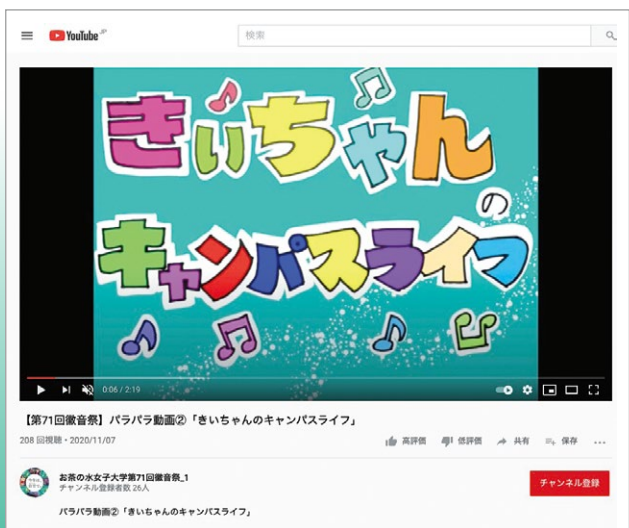 YouTube JP
検索
きぃちゃん
の
キャンパスライフ
0:06 / 2:19
【第71回徽音祭】パラパラ動画②「きいちゃんのキャンパスライフ」
208 回視聴・2020/11/07
高評価 低評価 共有 保存
お茶の水女子大学第71回徽音祭_1
チャンネル登録者数 26人
チャンネル登録
パラパラ動画②「きいちゃんのキャンパスライフ」